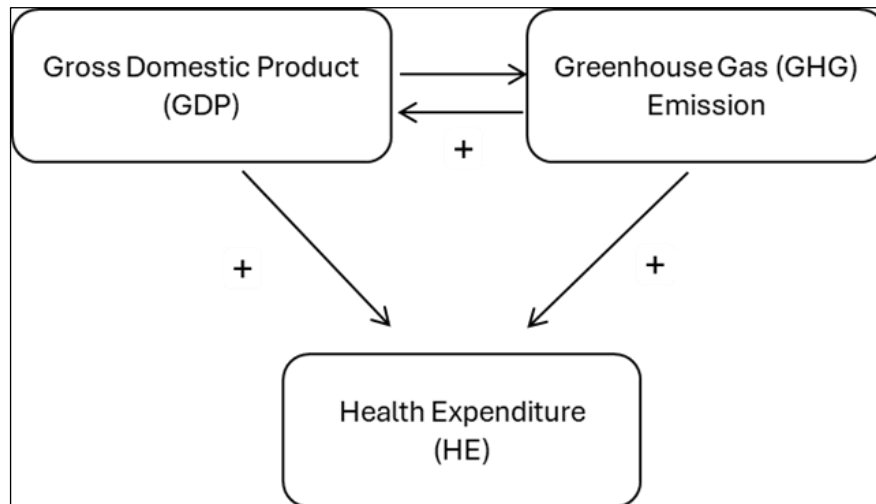 Gross Domestic Product
(GDP)
Greenhouse Gas (GHG)
Emission
+
+
+
Health Expenditure
(HE)